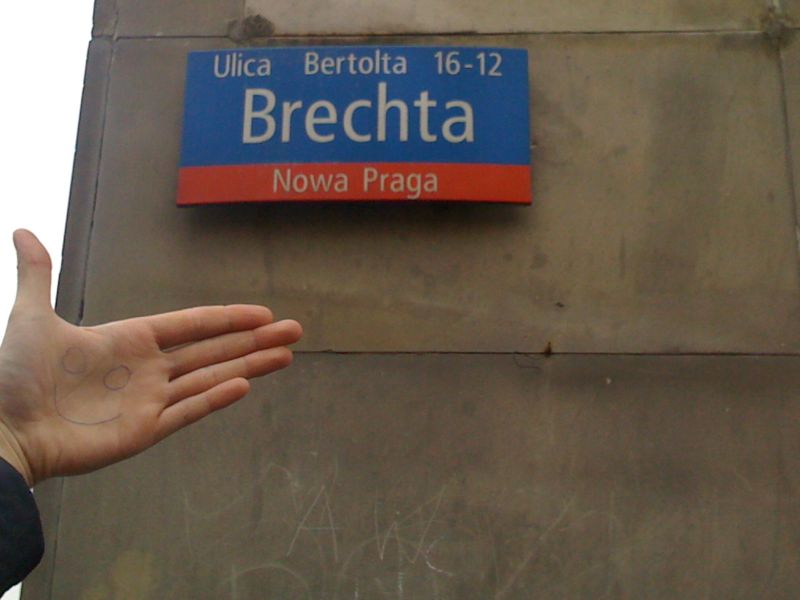 Ulica Bertolta 16-12
Brechta
Nowa Praga
A W